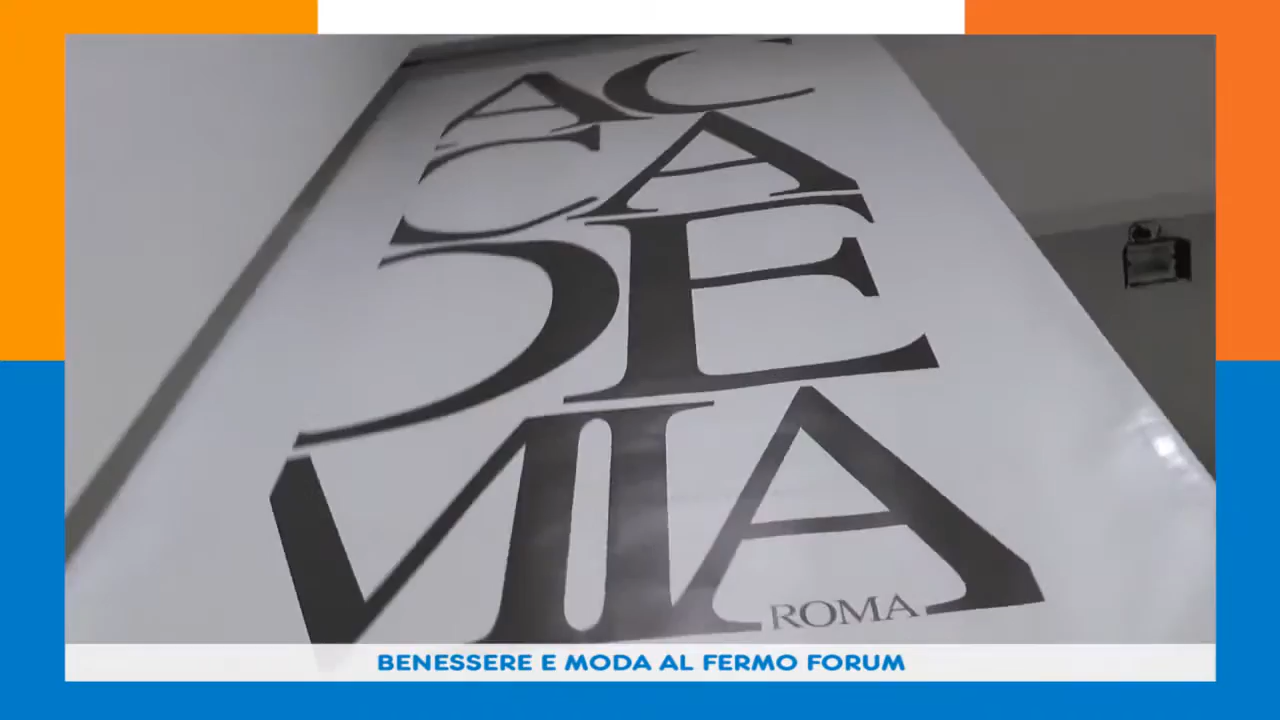 AC
CA
DE
MIA
ROMA
BENESSERE E MODA AL FERMO FORUM